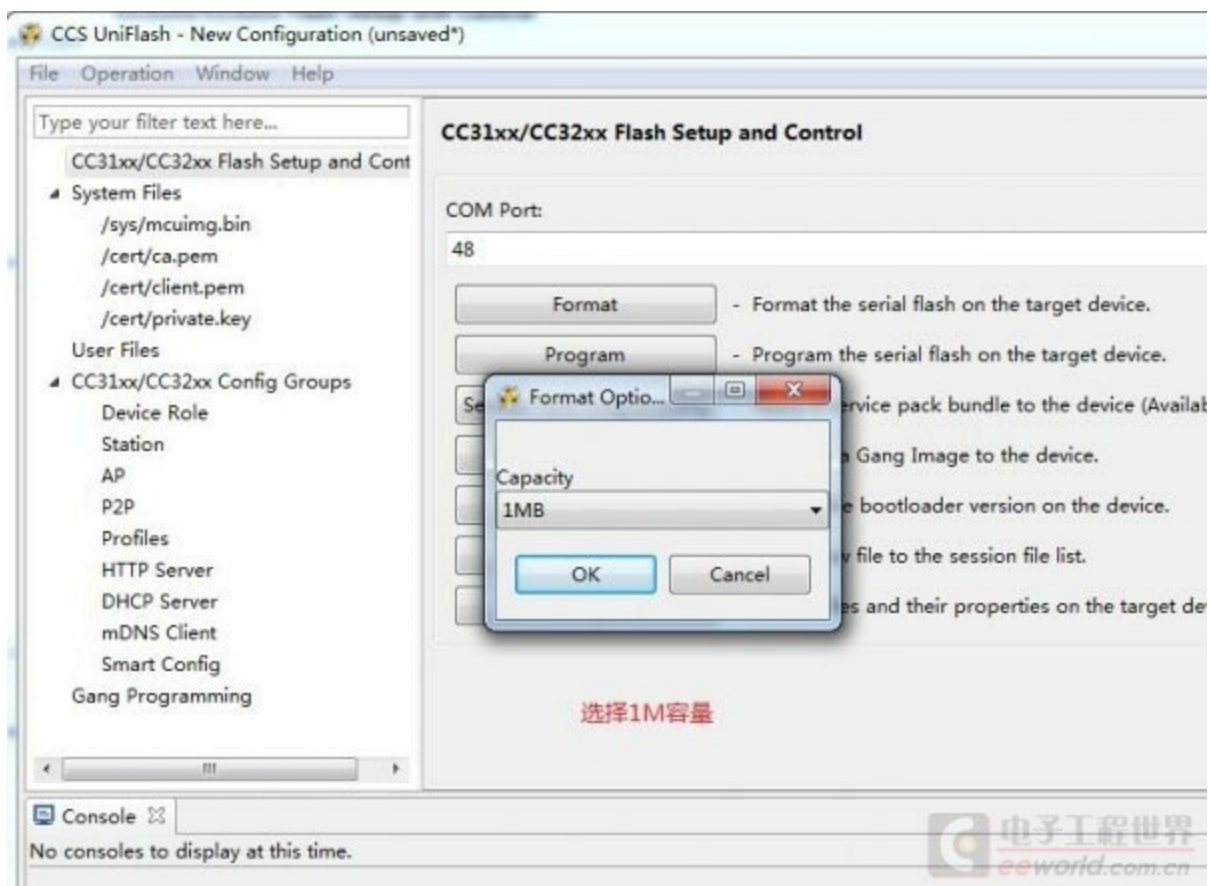 CCS UniFlash - New Configuration (unsaved*)
File Operation Window Help
Type your filter text here...
CC31xx/CC32xx Flash Setup and Cont
System Files
/sys/mcuimg.bin
/cert/ca.pem
/cert/client.pem
/cert/private.key
User Files
CC31xx/CC32xx Config Groups
Device Role
Station
AP
P2P
Profiles
HTTP Server
DHCP Server
mDNS Client
Smart Config
Gang Programming
CC31xx/CC32xx Flash Setup and Control
COM Port:
48
Format - Format the serial flash on the target device.
Program - Program the serial flash on the target device.
Se
rvice pack bundle to the device (Availab
a Gang Image to the device.
e bootloader version on the device.
file to the session file list.
es and their properties on the target de
Format Optio...
Capacity
1MB
OK Cancel
选择1M容量
Console
No consoles to display at this time.
电子工程世界
eeworld.com.cn